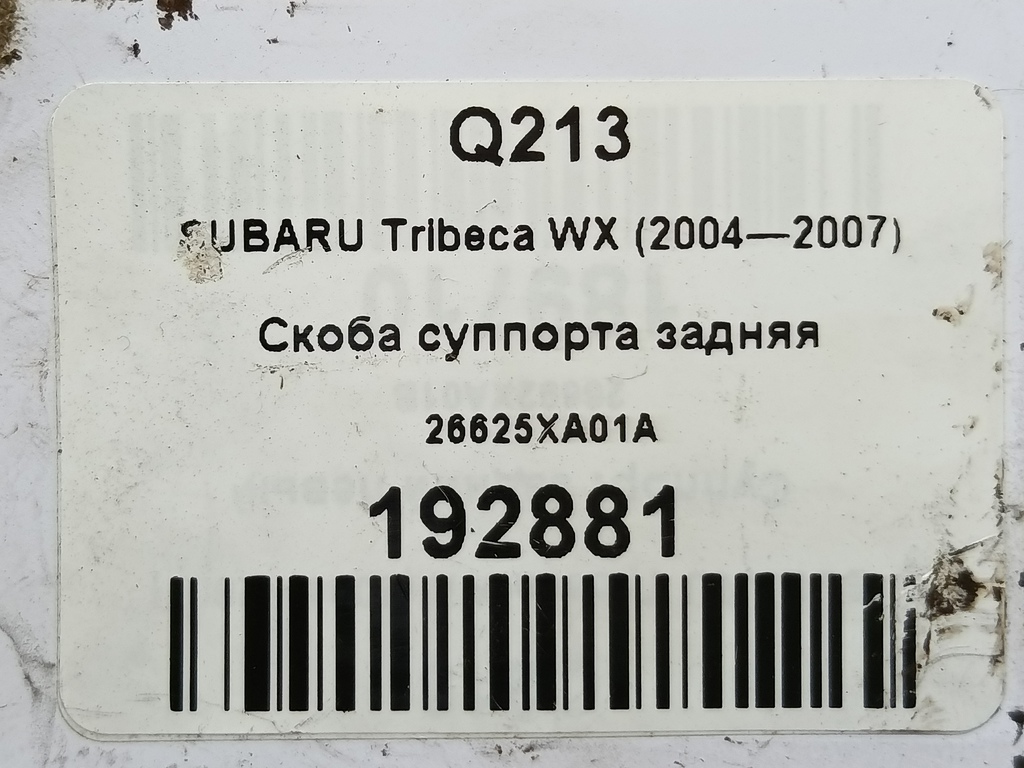 Q213
SUBARU Tribeca WX (2004—2007)
Скоба суппорта задняя
26625XA01A
192881